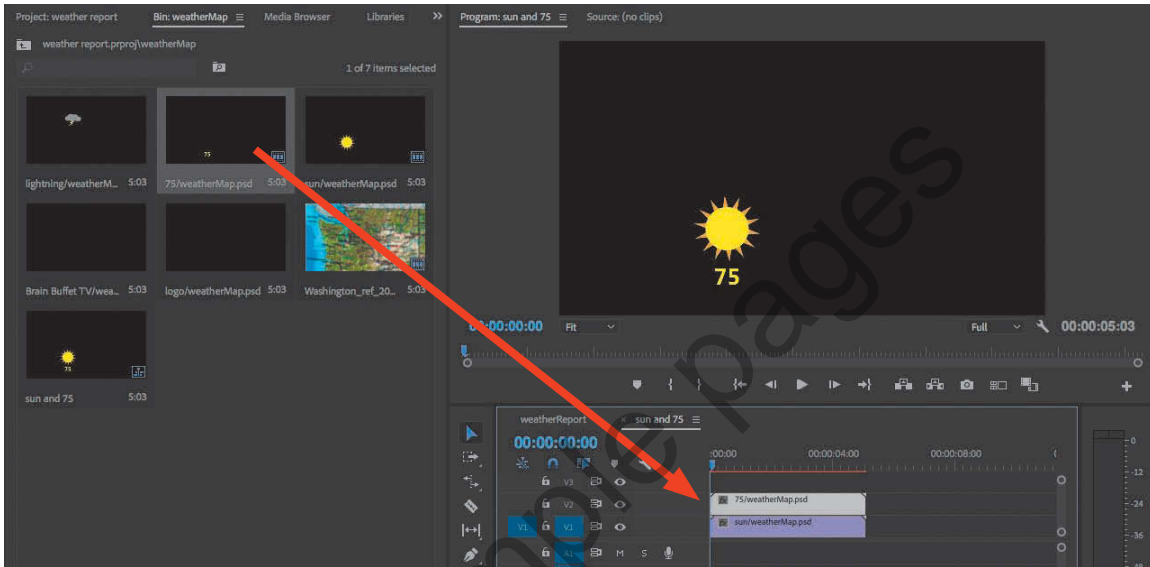 Project: weather report    Bin: weatherMap    Media Browser    Libraries
weather report.prproj\weatherMap
1 of 7 items selected
75
lightning/weatherM... 5:03    75/weatherMap.psd 5:03    sun/weatherMap.psd 5:03
Brain Buffet TV/wea... 5:03    logo/weatherMap.psd 5:03    Washington_ref_20... 5:03
75
sun and 75 5:03
Program: sun and 75    Source: (no clips)
75
00:00:00:00    Fit    Full    00:00:05:03
weatherReport    × sun and 75
00:00:00:00
:00:00    00:00:04:00    00:00:08:00
V3
V2    fx 75/weatherMap.psd
V1    V1    fx sun/weatherMap.psd
A1    M    S
0
-12
-24
-36
-48
sample pages